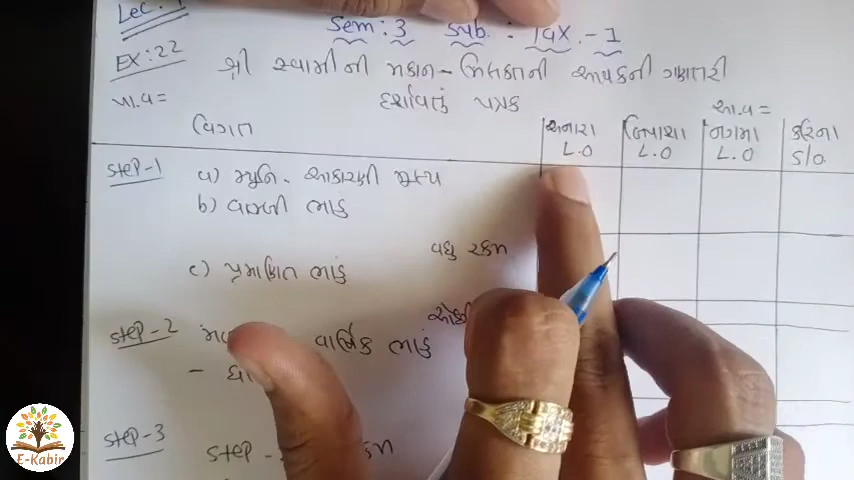 Lec. 1
Sem: 3 Sub. : Tax. - 1
EX: 22 શ્રી સ્વામીની મકાન - મિલકતની આવકની ગણતરી
પા.વ= દર્શાવતું પત્રક આ.વ=
વિગત અનારા બિપાશા નગમા કરિના
L.O L.O L.O S/O
Step-1 a) મ્યુનિ. આકારણી મૂલ્ય
b) વાજબી ભાડું
વધુ રકમ
c) પ્રમાણિત ભાડું
Step-2 વાર્ષિક ભાડું
Step-3 Step -
E-Kabir